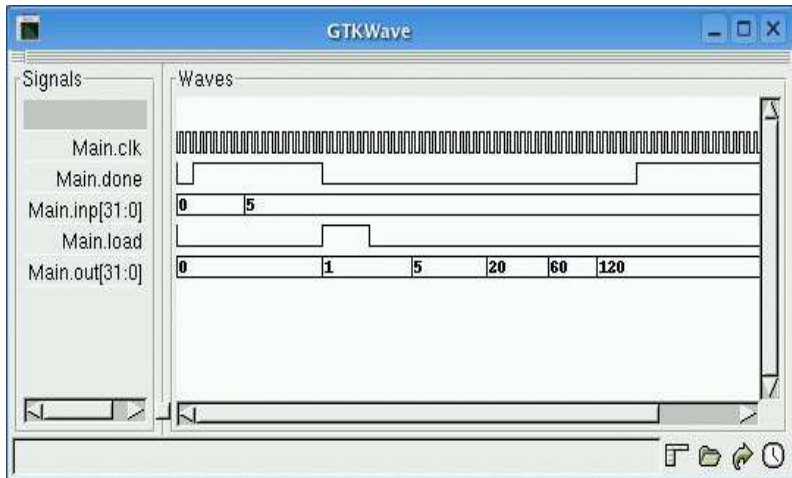 GTKWave
Signals
Waves
Main.clk
Main.done
Main.inp[31:0]
0 5
Main.load
Main.out[31:0]
0 1 5 20 60 120